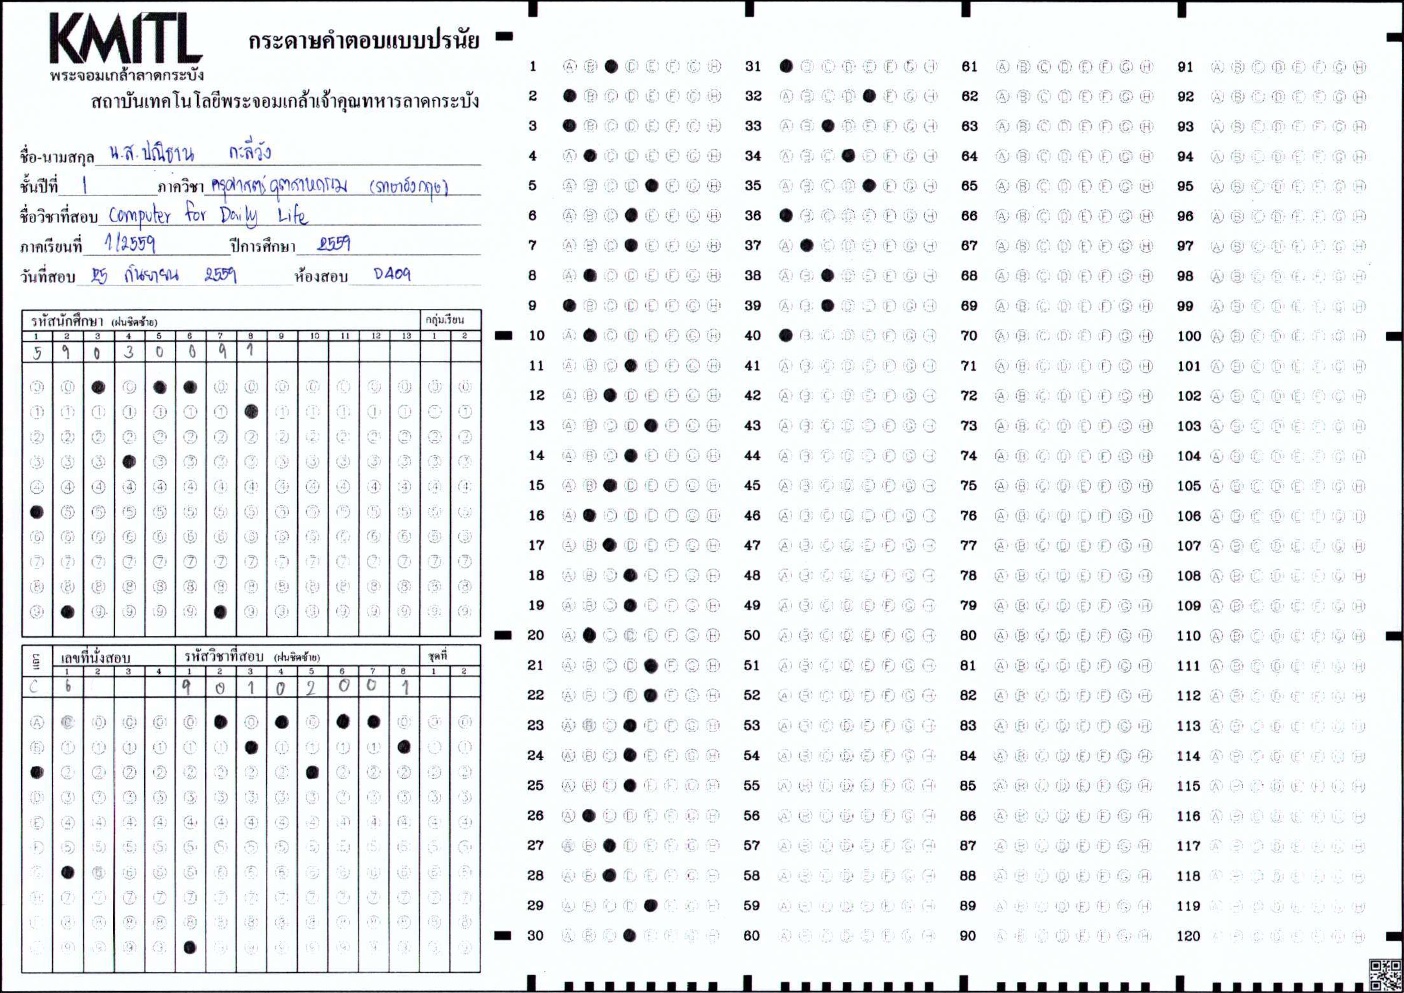 KMITL
พระจอมเกล้าลาดกระบัง
กระดาษคำตอบแบบปรนัย
สถาบันเทคโนโลยีพระจอมเกล้าเจ้าคุณทหารลาดกระบัง
ชื่อ-นามสกุล น.ส.ปณิธาน กะลีวัง
ชั้นปีที่ 1 ภาควิชา ครุศาสตร์อุตสาหกรรม (ภาษาอังกฤษ)
ชื่อวิชาที่สอบ Computer for Daily Life
ภาคเรียนที่ 1/2559 ปีการศึกษา 2559
วันที่สอบ 25 กันยายน 2559 ห้องสอบ D409
รหัสนักศึกษา (ฝนชิดซ้าย) กลุ่มเรียน
1 2 3 4 5 6 7 8 9 10 11 12 13 1 2
5 9 0 3 0 0 9 1
แถว เลขที่นั่งสอบ รหัสวิชาที่สอบ (ฝนชิดซ้าย) ชุดที่
1 2 3 4 1 2 3 4 5 6 7 8 1 2
C 6 9 0 1 0 2 0 0 1
1 31 61 91
2 32 62 92
3 33 63 93
4 34 64 94
5 35 65 95
6 36 66 96
7 37 67 97
8 38 68 98
9 39 69 99
10 40 70 100
11 41 71 101
12 42 72 102
13 43 73 103
14 44 74 104
15 45 75 105
16 46 76 106
17 47 77 107
18 48 78 108
19 49 79 109
20 50 80 110
21 51 81 111
22 52 82 112
23 53 83 113
24 54 84 114
25 55 85 115
26 56 86 116
27 57 87 117
28 58 88 118
29 59 89 119
30 60 90 120